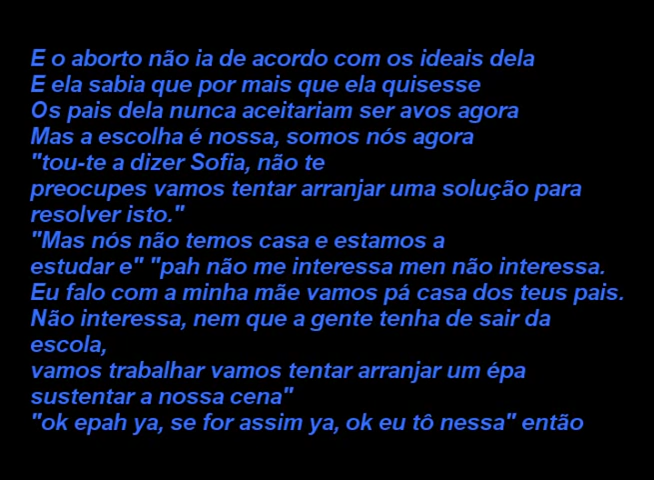 E o aborto não ia de acordo com os ideais dela
E ela sabia que por mais que ela quisesse
Os pais dela nunca aceitariam ser avos agora
Mas a escolha é nossa, somos nós agora
"tou-te a dizer Sofia, não te
preocupes vamos tentar arranjar uma solução para
resolver isto."
"Mas nós não temos casa e estamos a
estudar e" "pah não me interessa men não interessa.
Eu falo com a minha mãe vamos pá casa dos teus pais.
Não interessa, nem que a gente tenha de sair da
escola,
vamos trabalhar vamos tentar arranjar um épa
sustentar a nossa cena"
"ok epah ya, se for assim ya, ok eu tô nessa" então